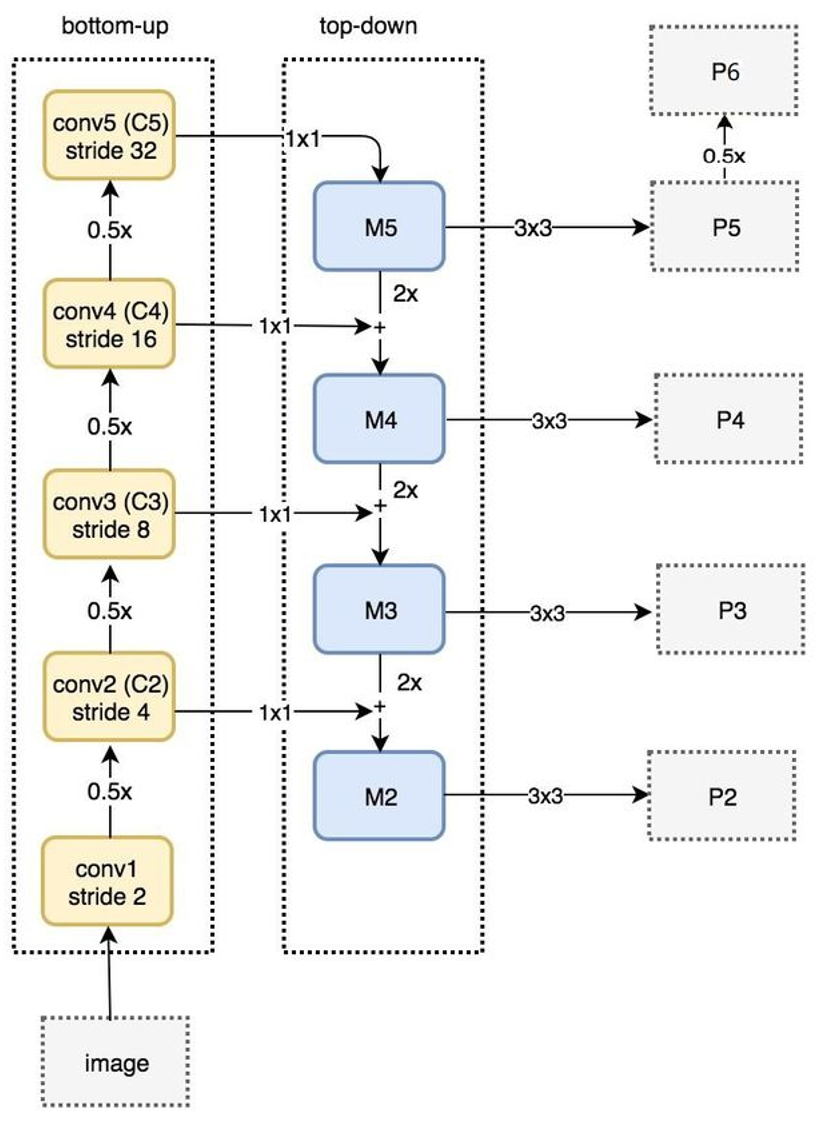 bottom-up
top-down
P6
conv5 (C5)
stride 32
1x1
0.5x
M5
3x3
P5
0.5x
2x
conv4 (C4)
stride 16
1x1
+
M4
3x3
P4
0.5x
2x
conv3 (C3)
stride 8
1x1
+
M3
3x3
P3
0.5x
2x
conv2 (C2)
stride 4
1x1
+
M2
3x3
P2
0.5x
conv1
stride 2
image